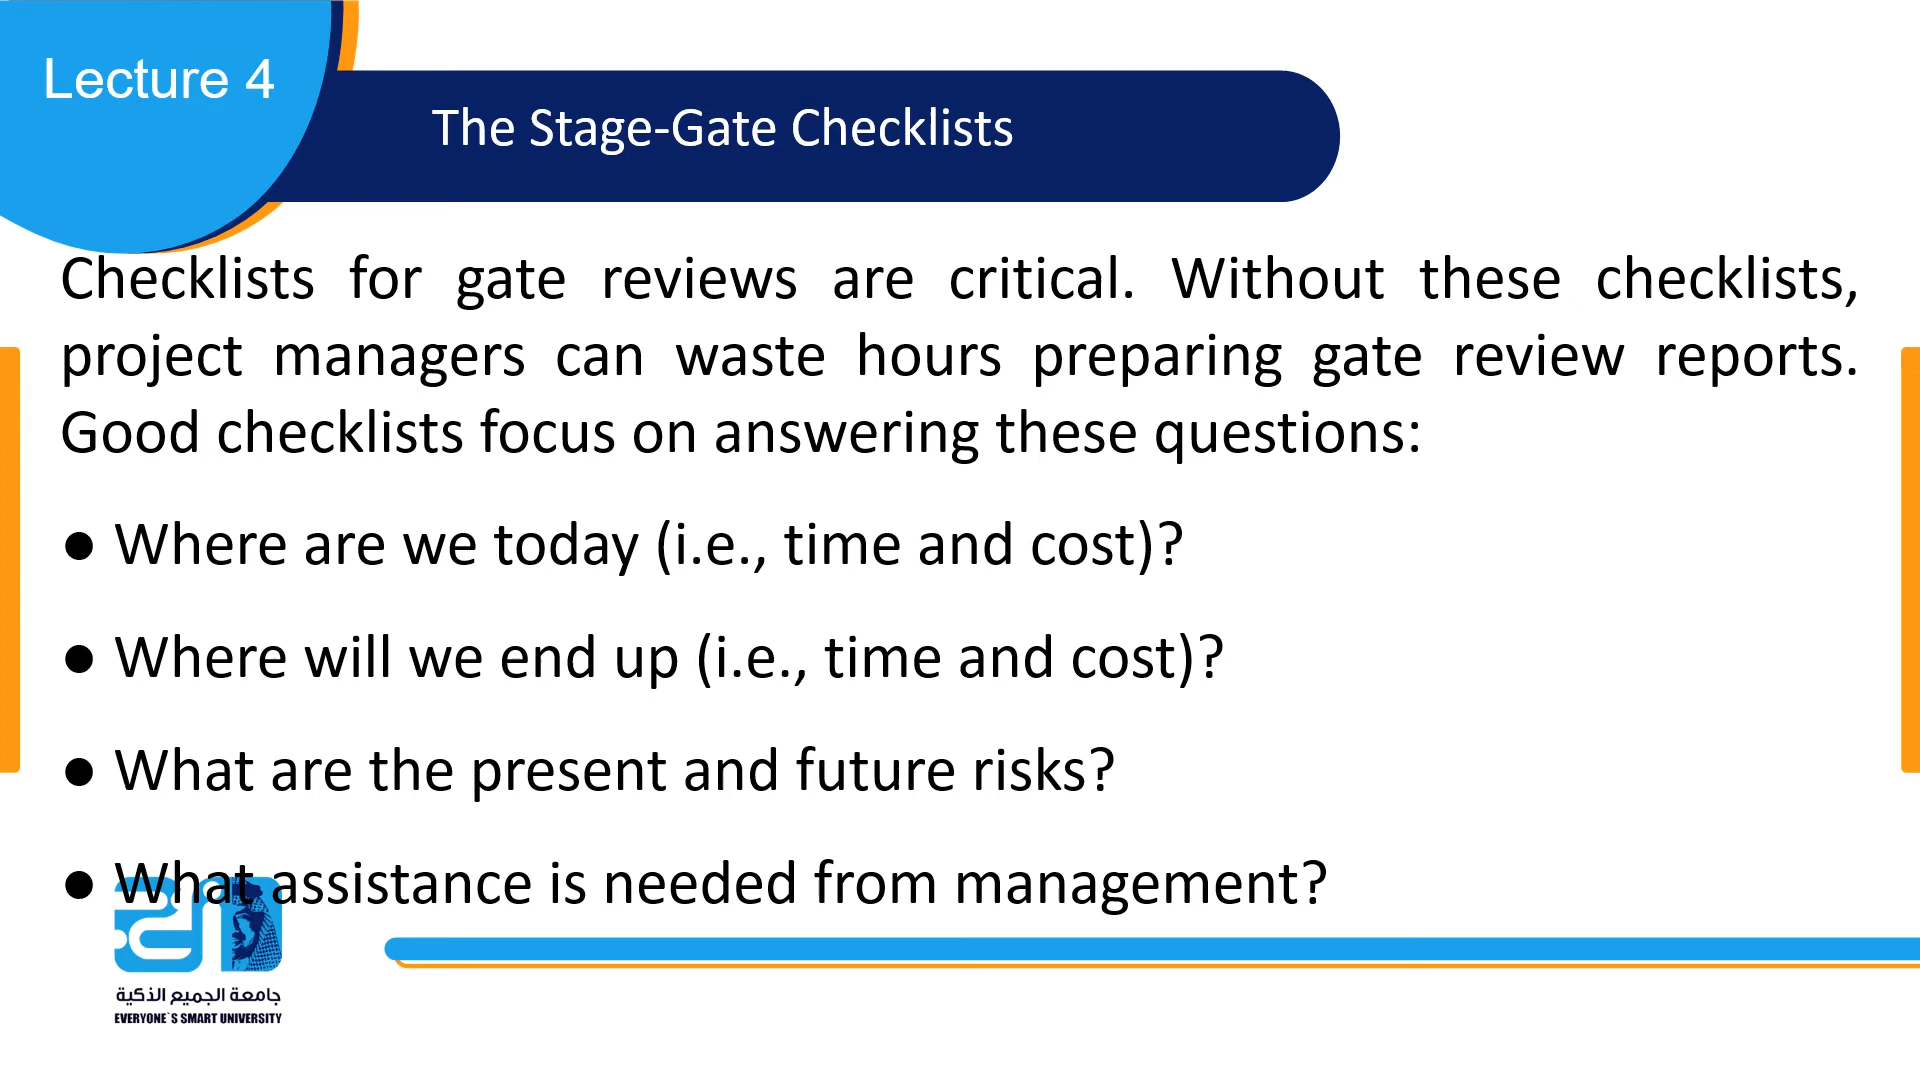 Lecture 4
The Stage-Gate Checklists
Checklists for gate reviews are critical. Without these checklists,
project managers can waste hours preparing gate review reports.
Good checklists focus on answering these questions:
● Where are we today (i.e., time and cost)?
● Where will we end up (i.e., time and cost)?
● What are the present and future risks?
● What assistance is needed from management?
جامعة الجميع الذكية
EVERYONE`S SMART UNIVERSITY